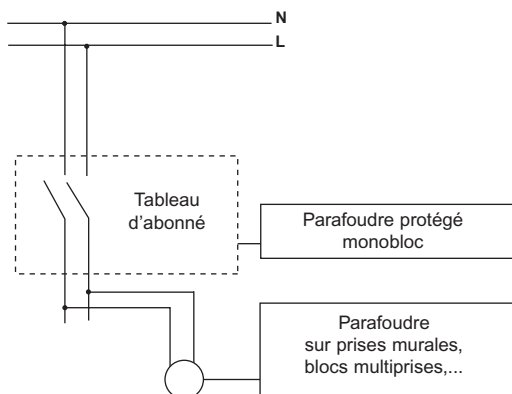 N
L
Tableau
d’abonné
Parafoudre protégé
monobloc
Parafoudre
sur prises murales,
blocs multiprises,...